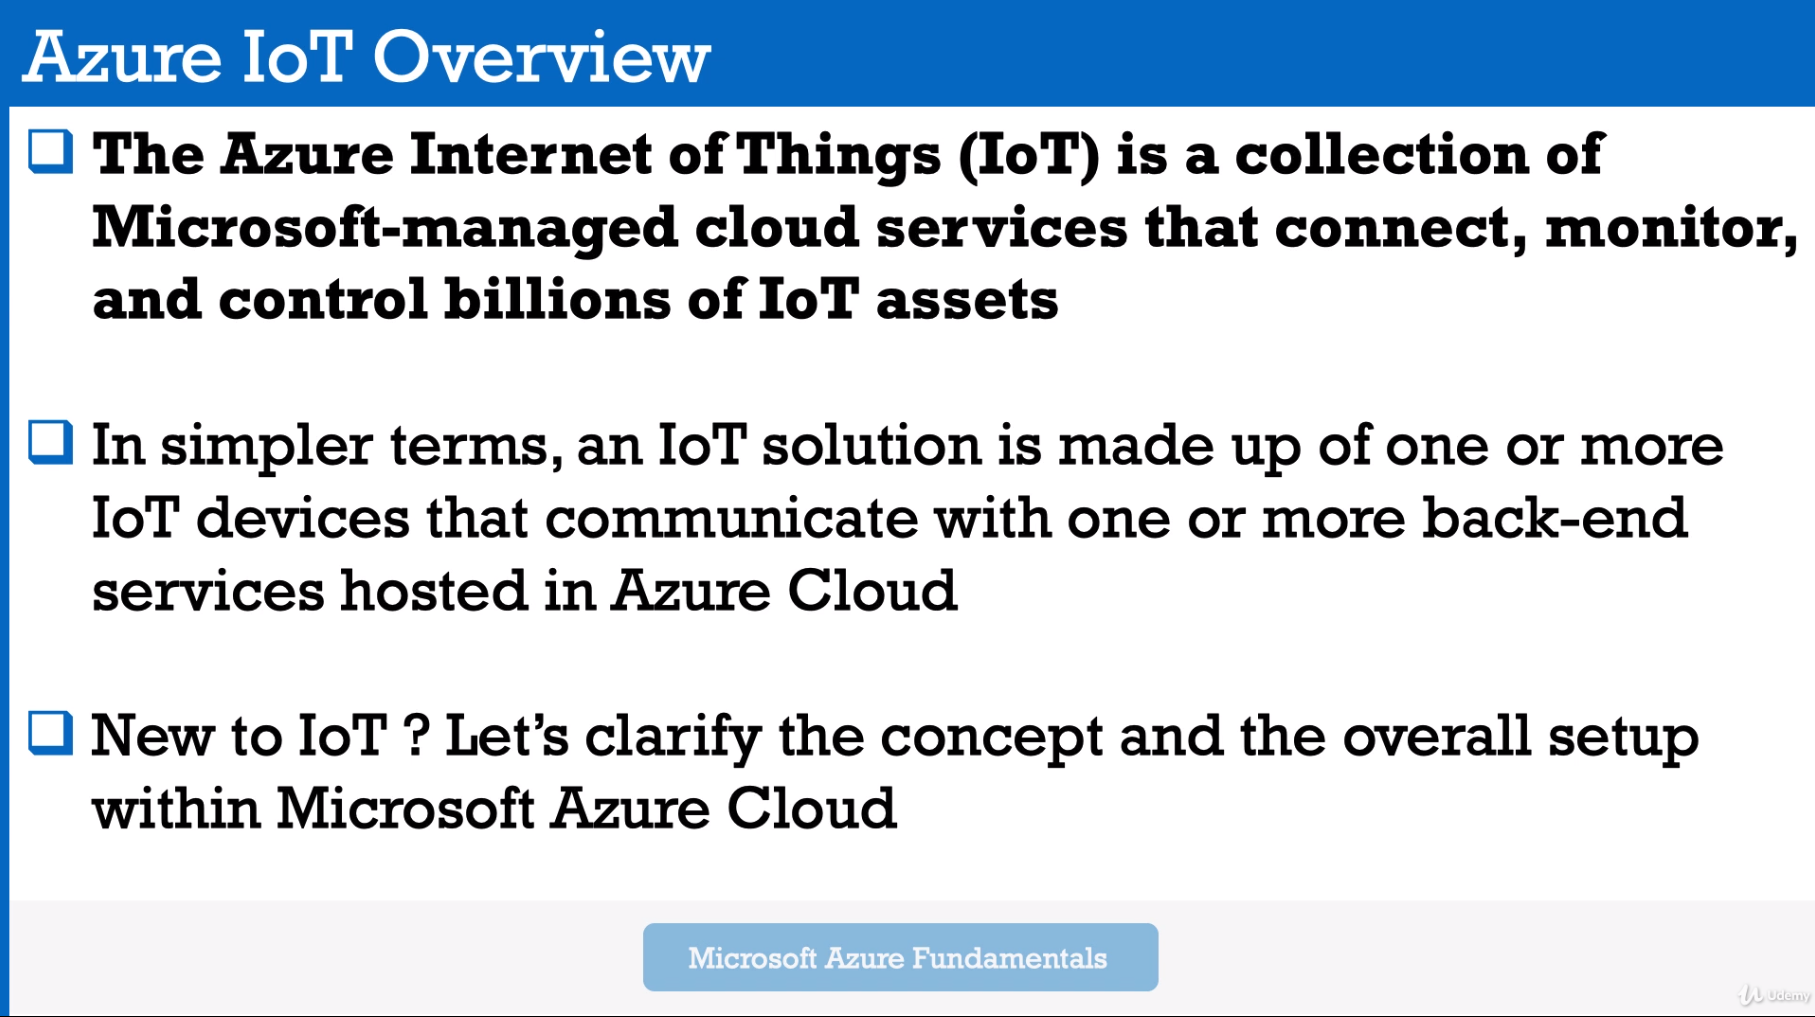 Azure IoT Overview
The Azure Internet of Things (IoT) is a collection of
Microsoft-managed cloud services that connect, monitor,
and control billions of IoT assets
In simpler terms, an IoT solution is made up of one or more
IoT devices that communicate with one or more back-end
services hosted in Azure Cloud
New to IoT ? Let’s clarify the concept and the overall setup
within Microsoft Azure Cloud
Microsoft Azure Fundamentals
Udemy